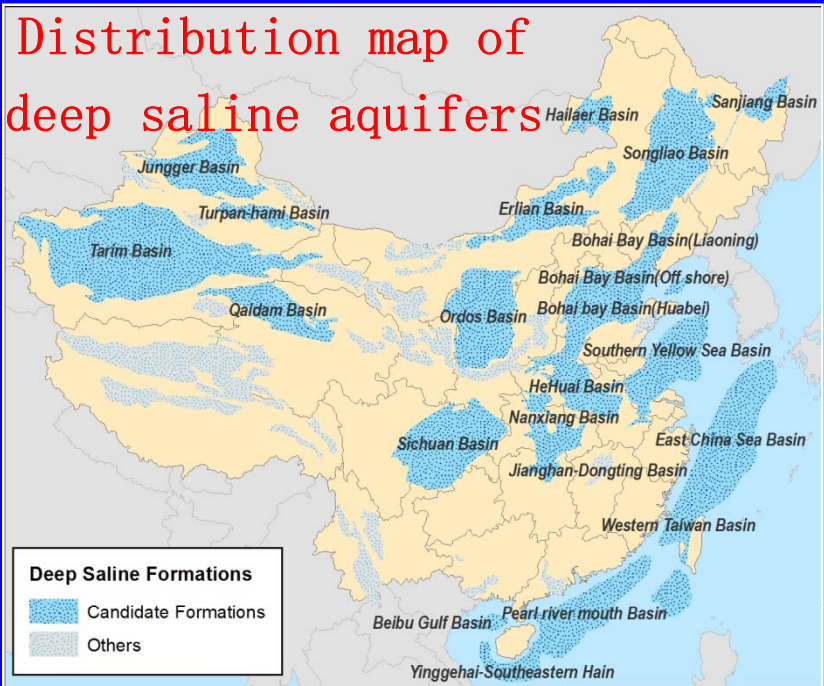 Distribution map of
deep saline aquifers
Hailaer Basin
Sanjiang Basin
Songliao Basin
Jungger Basin
Turpan-hami Basin
Erlian Basin
Tarim Basin
Bohai Bay Basin(Liaoning)
Bohai Bay Basin(Off shore)
Qaidam Basin
Ordos Basin
Bohai bay Basin(Huabei)
Southern Yellow Sea Basin
HeHuai Basin
Nanxiang Basin
Sichuan Basin
East China Sea Basin
Jianghan-Dongting Basin
Western Taiwan Basin
Deep Saline Formations
Candidate Formations
Others
Beibu Gulf Basin
Pearl river mouth Basin
Yinggehai-Southeastern Hain